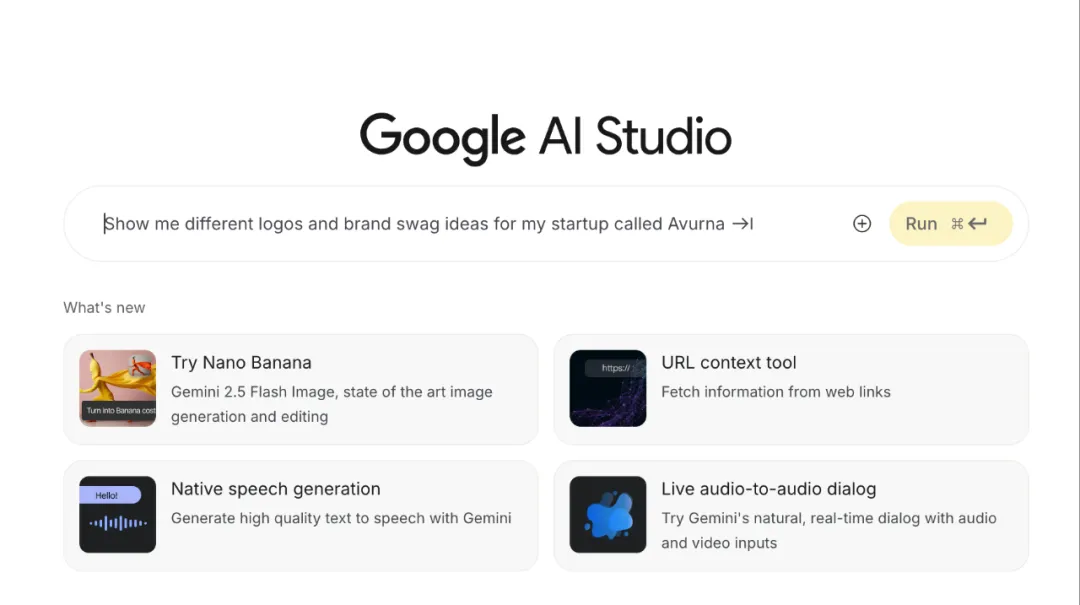 Google AI Studio
Show me different logos and brand swag ideas for my startup called Avurna →|
Run ⌘ ↵
What's new
Try Nano Banana
Gemini 2.5 Flash Image, state of the art image
generation and editing
Turn into Banana cost
https://
URL context tool
Fetch information from web links
Hello!
Native speech generation
Generate high quality text to speech with Gemini
Live audio-to-audio dialog
Try Gemini's natural, real-time dialog with audio
and video inputs